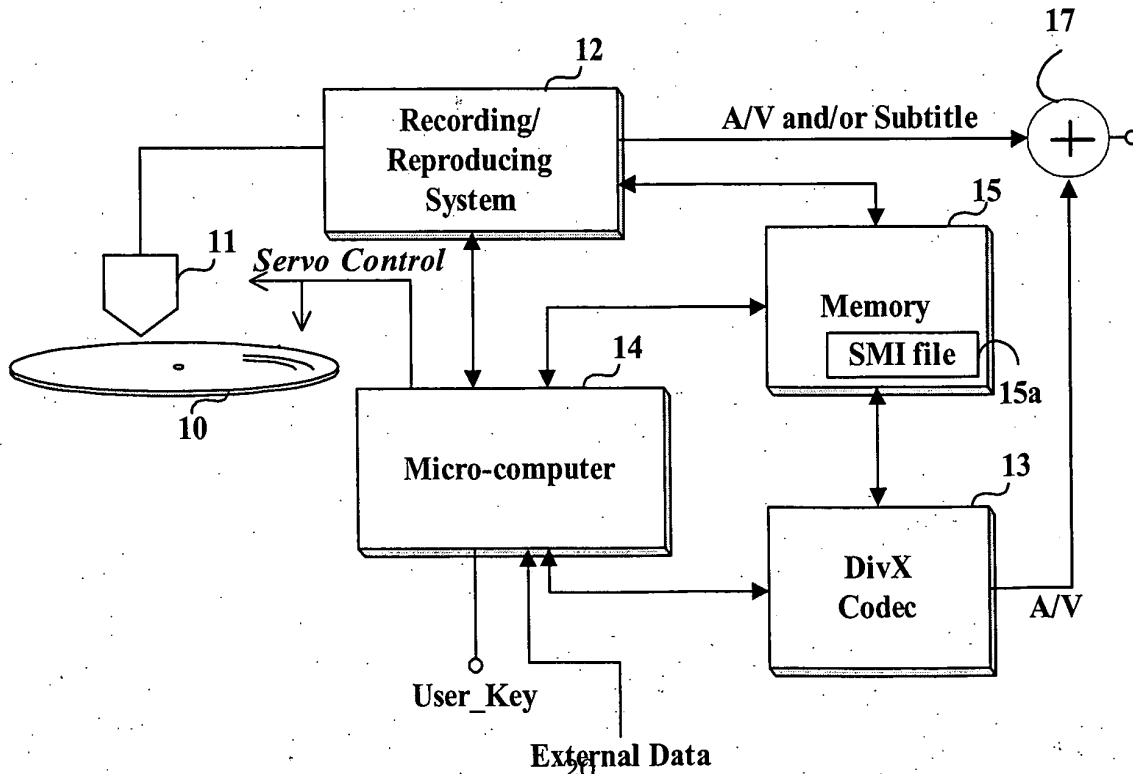 17
12
Recording/
Reproducing
System
A/V and/or Subtitle
15
11
Servo Control
Memory
SMI file
14
15a
10
Micro-computer
13
DivX
Codec
A/V
User_Key
External Data
20